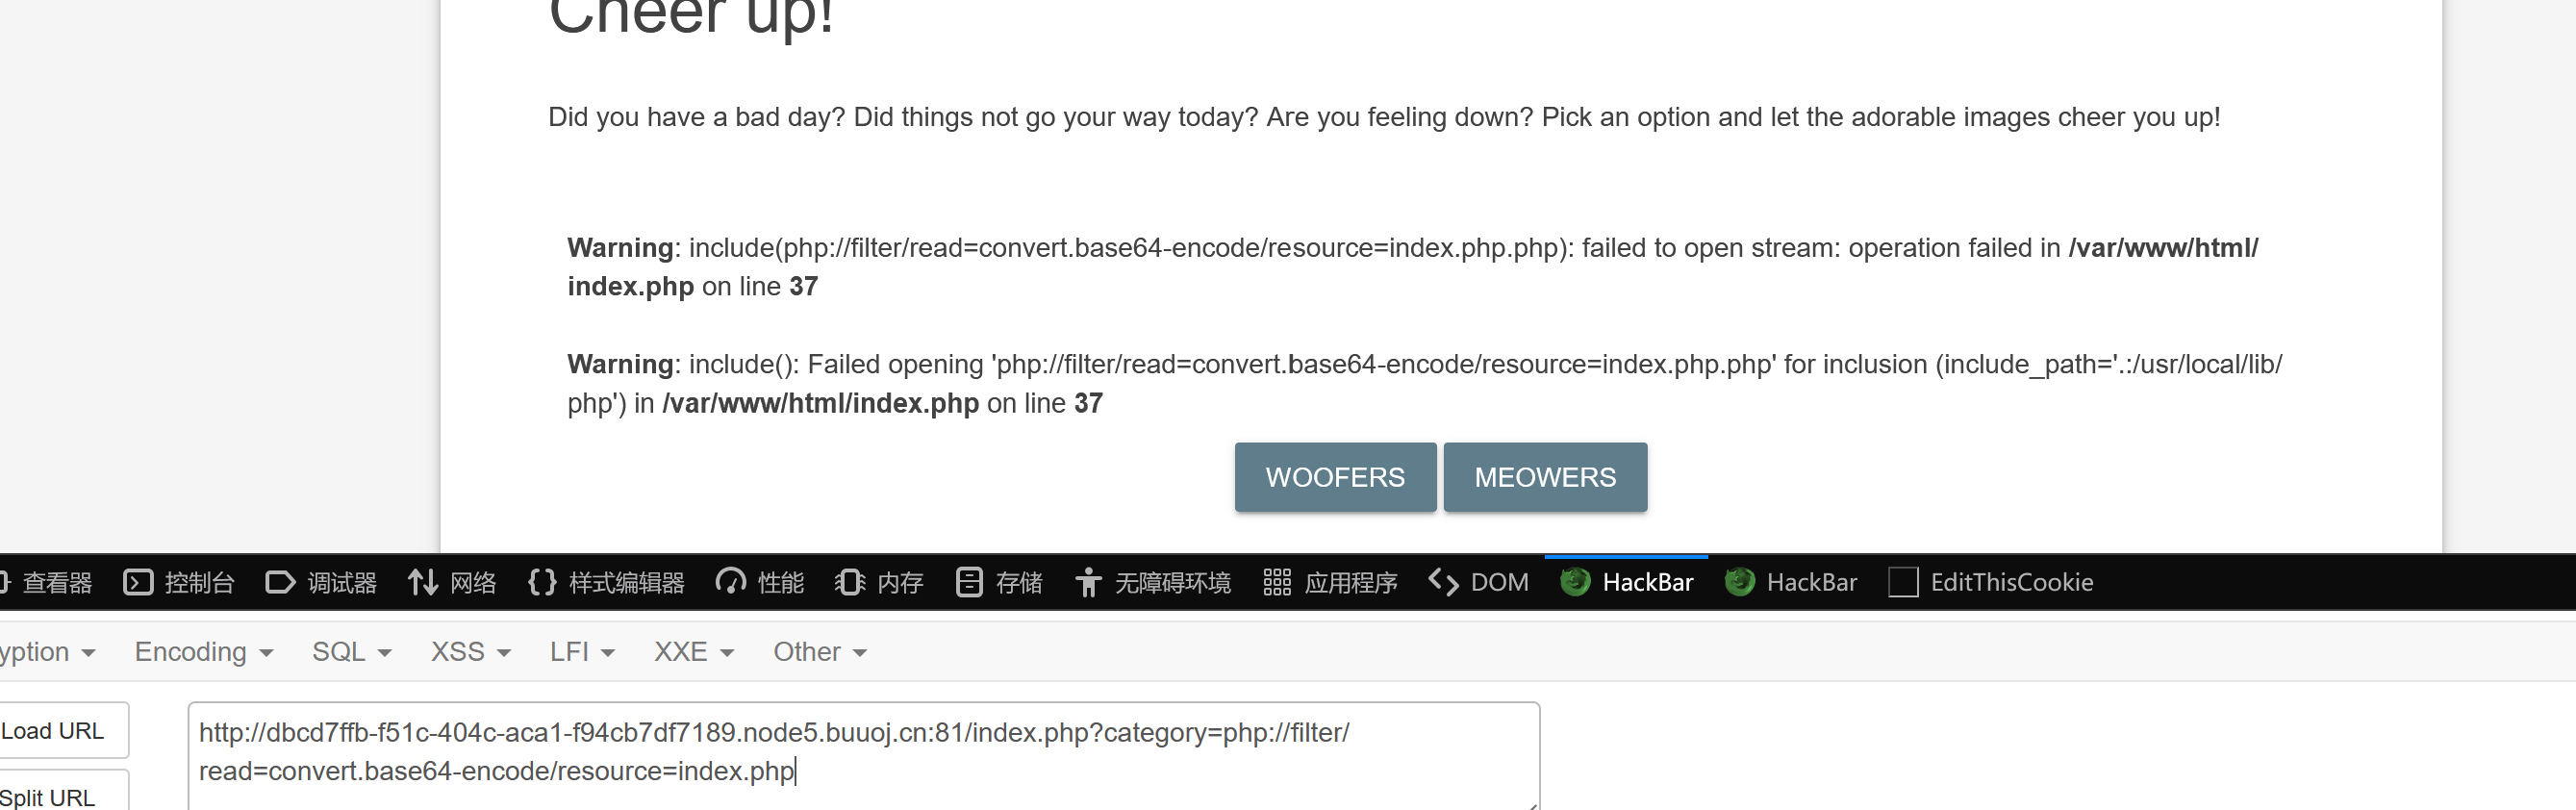 Cheer up!
Did you have a bad day? Did things not go your way today? Are you feeling down? Pick an option and let the adorable images cheer you up!
Warning: include(php://filter/read=convert.base64-encode/resource=index.php.php): failed to open stream: operation failed in /var/www/html/
index.php on line 37
Warning: include(): Failed opening 'php://filter/read=convert.base64-encode/resource=index.php.php' for inclusion (include_path='.:/usr/local/lib/
php') in /var/www/html/index.php on line 37
WOOFERS MEOWERS
查看器 控制台 调试器 网络 样式编辑器 性能 内存 存储 无障碍环境 应用程序 DOM HackBar HackBar EditThisCookie
yption Encoding SQL XSS LFI XXE Other
Load URL
http://dbcd7ffb-f51c-404c-aca1-f94cb7df7189.node5.buuoj.cn:81/index.php?category=php://filter/
read=convert.base64-encode/resource=index.php
Split URL